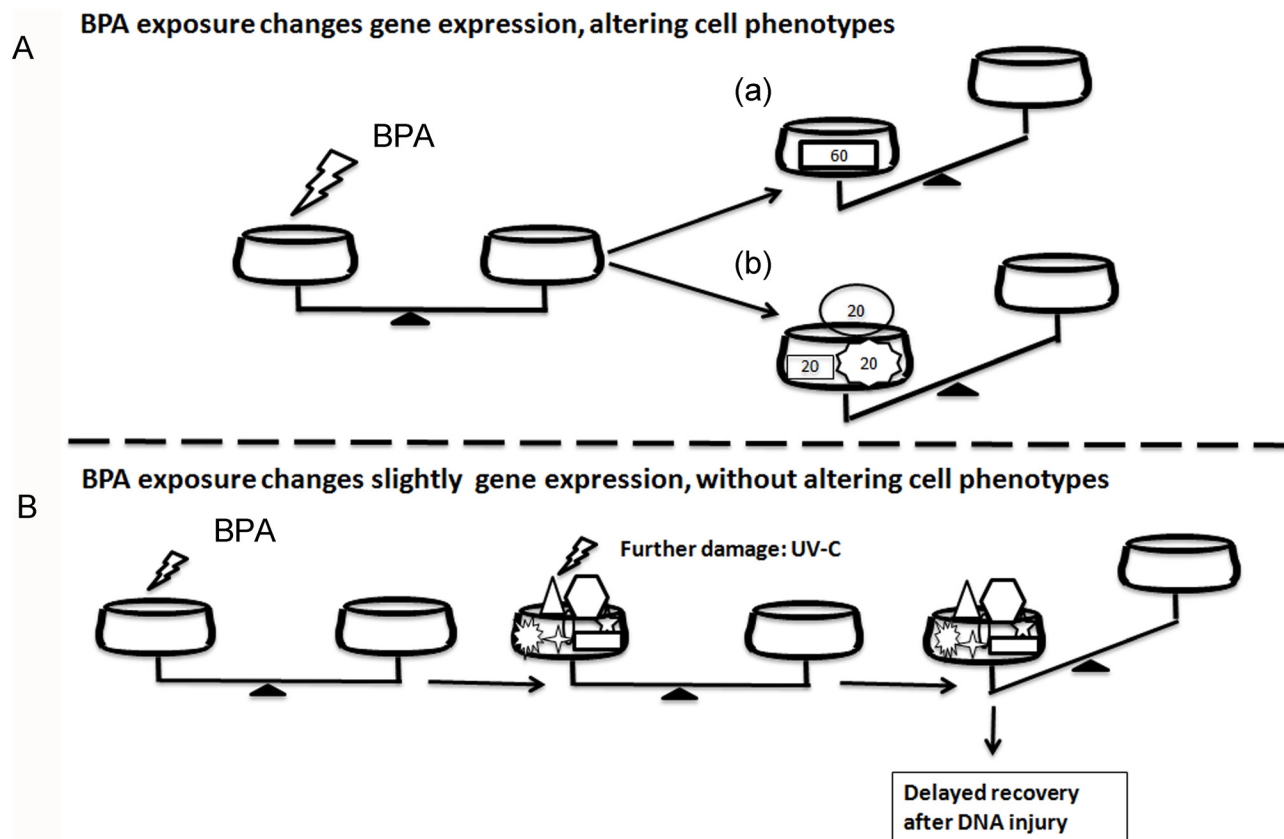 A
BPA exposure changes gene expression, altering cell phenotypes
BPA
(a)
60
(b)
20
20
20
B
BPA exposure changes slightly gene expression, without altering cell phenotypes
BPA
Further damage: UV-C
Delayed recovery
after DNA injury